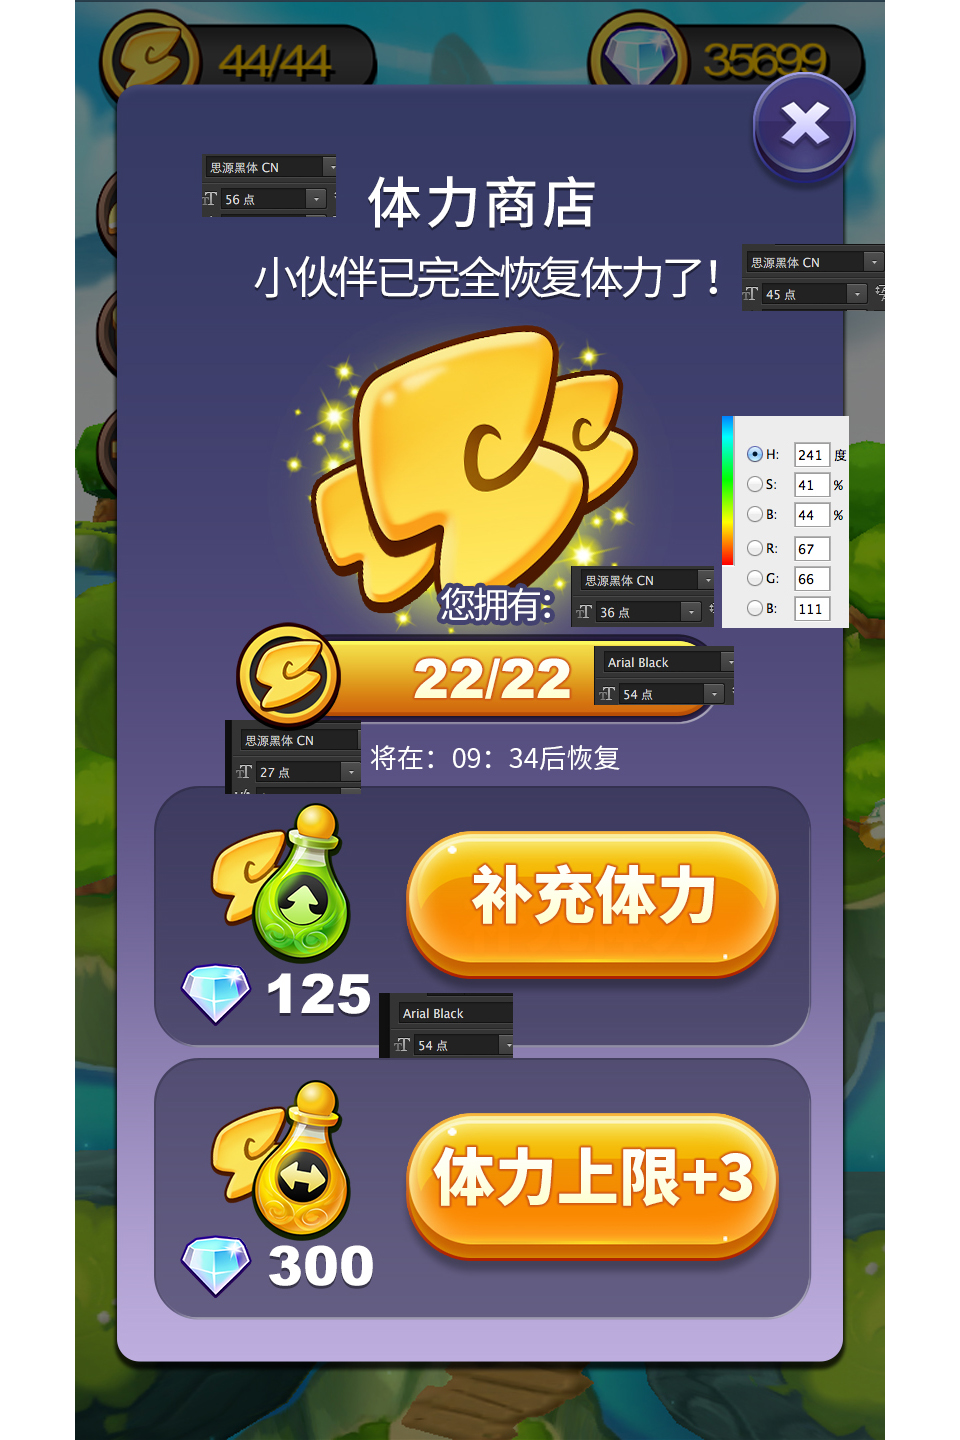 44/44
35699
思源黑体 CN
56 点
体力商店
小伙伴已完全恢复体力了！
思源黑体 CN
45 点
H: 241 度
S: 41 %
B: 44 %
R: 67
G: 66
B: 111
思源黑体 CN
36 点
您拥有：
22/22
Arial Black
54 点
思源黑体 CN
27 点
将在：09：34后恢复
补充体力
125
Arial Black
54 点
体力上限+3
300